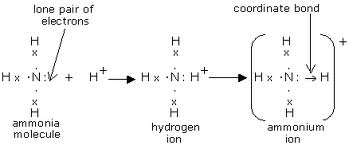 lone pair of
electrons
coordinate bond
H H H
x x x
H x · N : + H⁺ → H x · N : H⁺ → H x · N : → H +
x x x
H H H
ammonia
molecule
hydrogen
ion
ammonium
ion